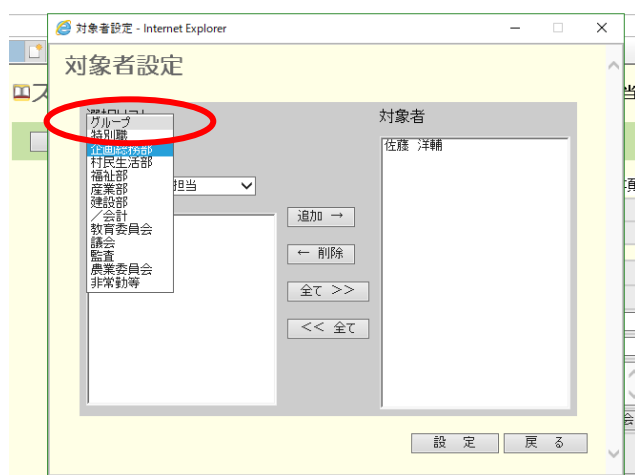 対象者設定 - Internet Explorer
対象者設定
対象者
グループ
特別職
企画総務部
村民生活部
福祉部
産業部
建設部
／会計
教育委員会
議会
監査
農業委員会
非常勤等
担当
佐藤 洋輔
追加 →
← 削除
全て >>
<< 全て
設 定
戻 る